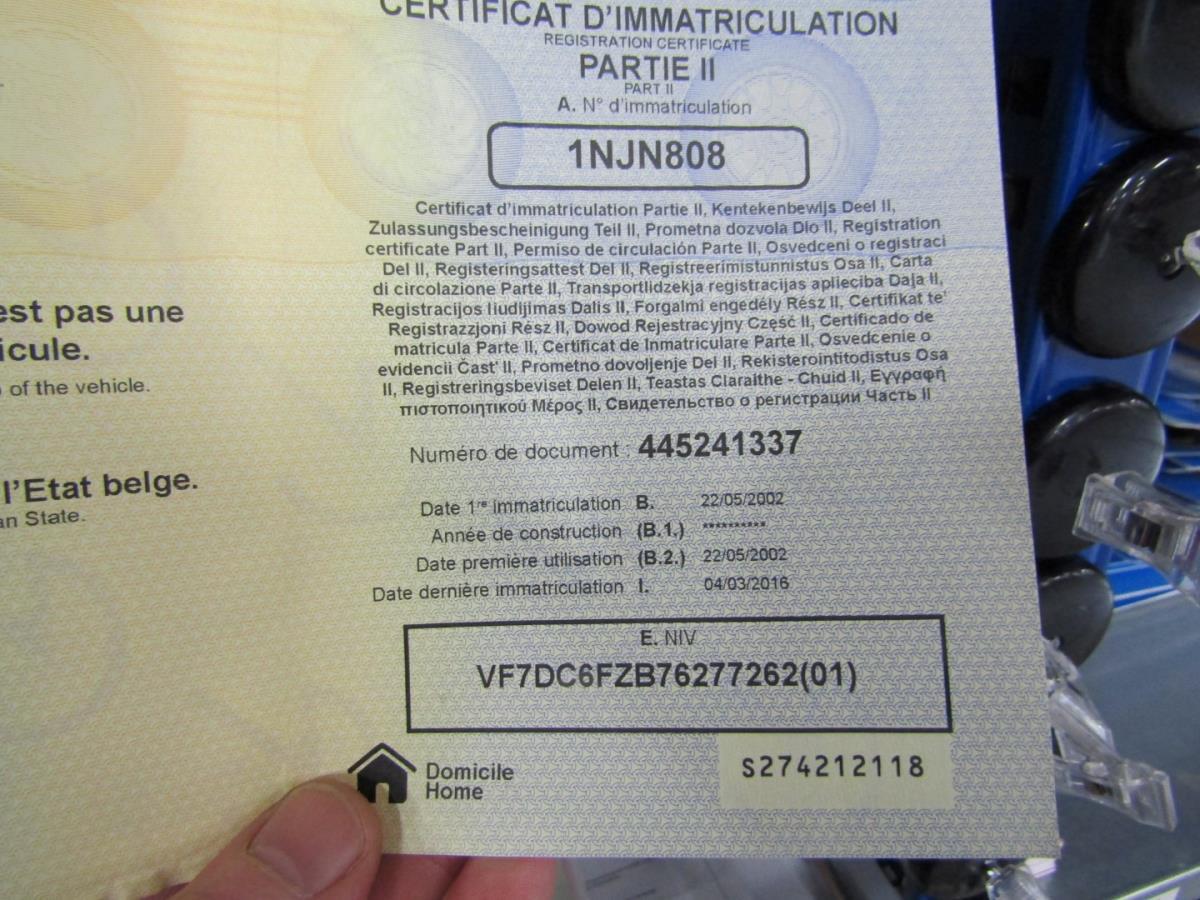 CERTIFICAT D'IMMATRICULATION
REGISTRATION CERTIFICATE
PARTIE II
PART II
A. N° d'immatriculation
1NJN808
Certificat d'immatriculation Partie II, Kentekenbewijs Deel II,
Zulassungsbescheinigung Teil II, Prometna dozvola Dio II, Registration
certificate Part II, Permiso de circulación Parte II, Osvedceni o registraci
Del II, Registeringsattest Del II, Registreerimistunnistus Osa II, Carta
di circolazione Parte II, Transportlidzekja registracijas aplieciba Daļa II,
Registracijos liudijimas Dalis II, Forgalmi engedély Rész II, Certifikat te'
Registrazzjoni Rész II, Dowod Rejestracyjny Część II, Certificado de
matricula Parte II, Certificat de Inmatriculare Parte II, Osvedcenie o
evidencii Čast' II, Prometno dovoljenje Del II, Rekisterointitodistus Osa
II, Registreringsbeviset Delen II, Teastas Claraithe - Chuid II, Εγγραφή
πιστοποιητικού Μέρος II, Свидетельство о регистрации Часть II
est pas une
icule.
of the vehicle.
l'Etat belge.
an State.
Numéro de document : 445241337
Date 1re immatriculation B. 22/05/2002
Année de construction (B.1.) **********
Date première utilisation (B.2.) 22/05/2002
Date dernière immatriculation I. 04/03/2016
E. NIV
VF7DC6FZB76277262(01)
Domicile
Home
S274212118